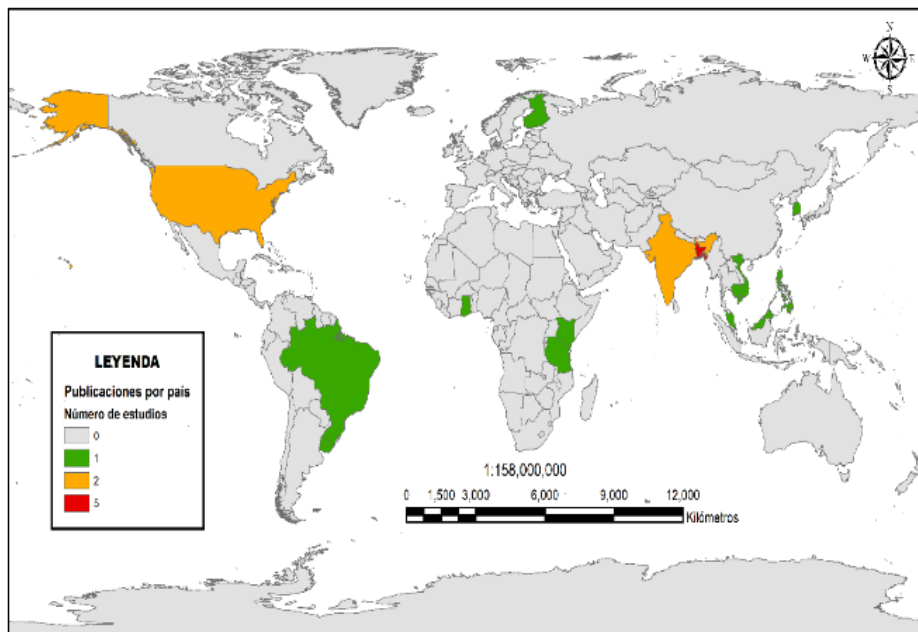 N
W E
S
LEYENDA
Publicaciones por país
Número de estudios
0
1
2
5
1:158,000,000
0 1,500 3,000 6,000 9,000 12,000
Kilómetros